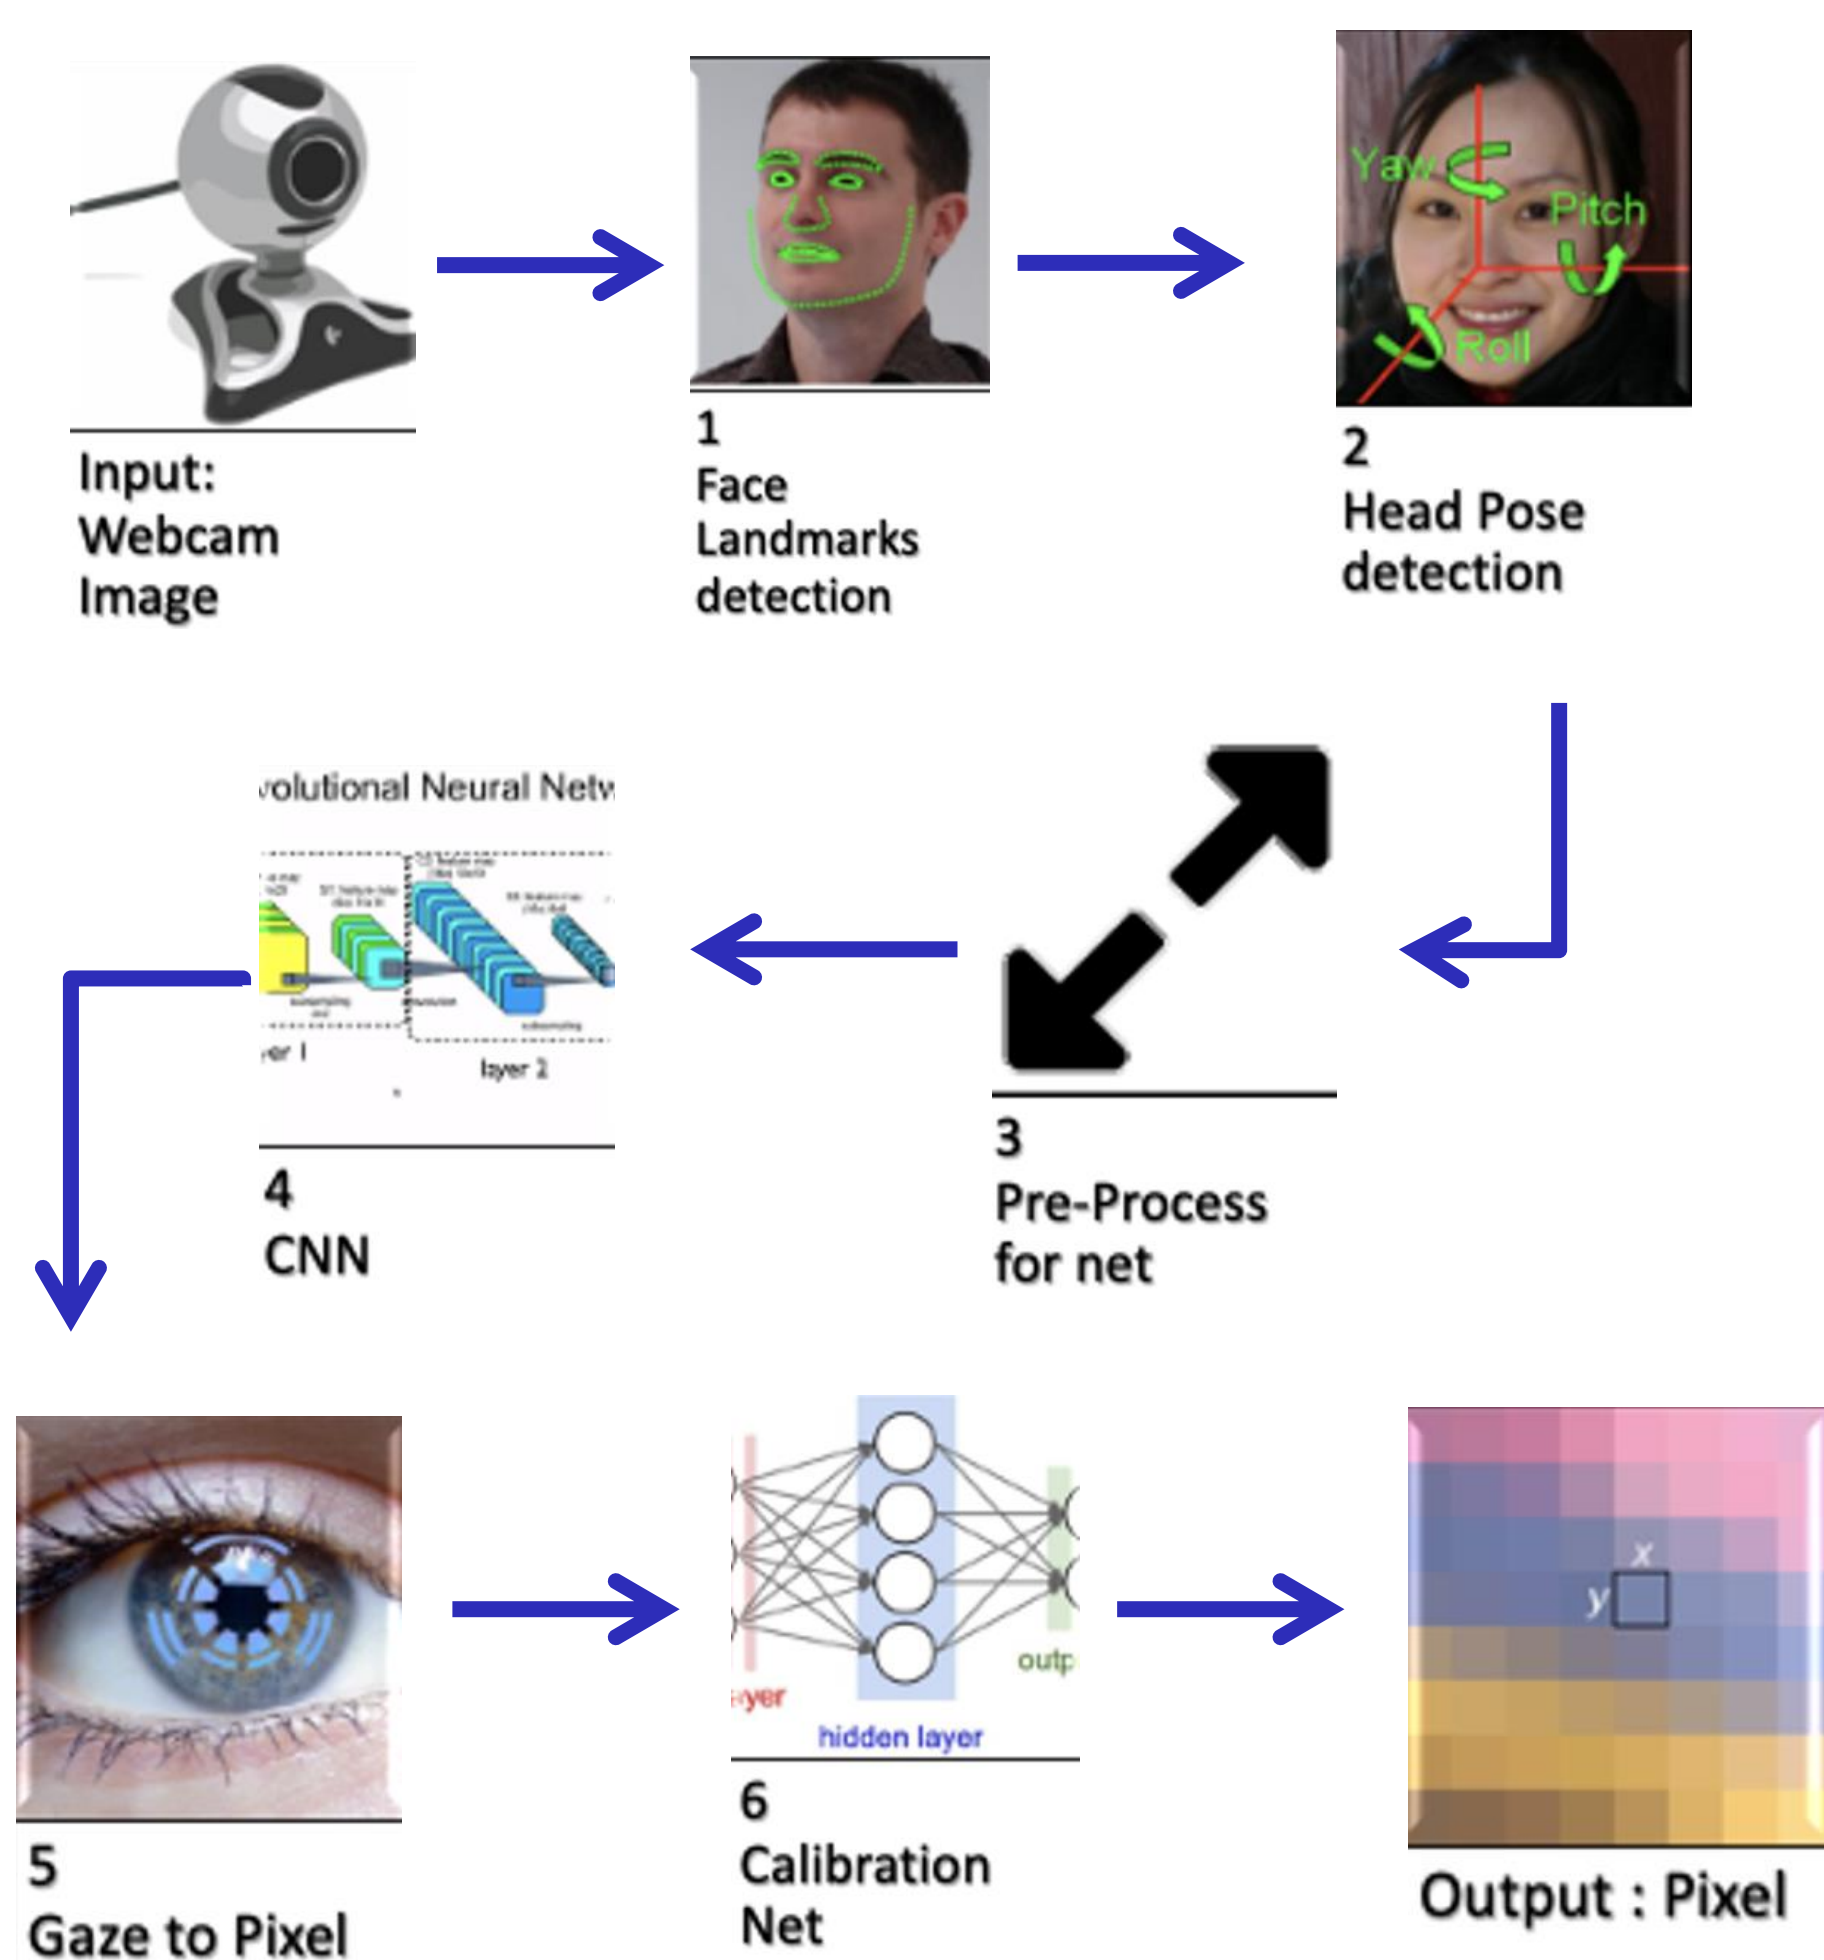 Input:
Webcam
Image
1
Face
Landmarks
detection
Yaw
Pitch
Roll
2
Head Pose
detection
volutional Neural Netw
layer 2
4
CNN
3
Pre-Process
for net
5
Gaze to Pixel
yer
hidden layer
outp
6
Calibration
Net
x
y
Output : Pixel